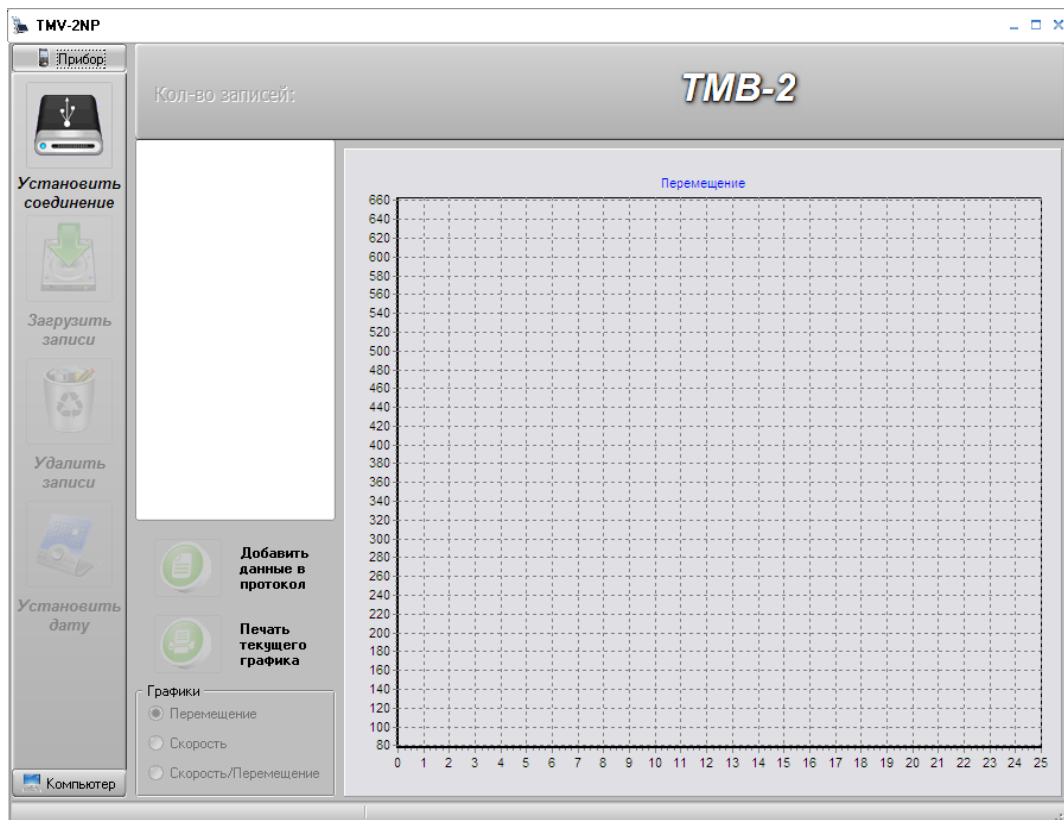 TMV-2NP
Прибор
Кол-во записей:
ТМВ-2
Установить
соединение
Загрузить
записи
Удалить
записи
Установить
дату
Компьютер
Добавить
данные в
протокол
Печать
текущего
графика
Графики
Перемещение
Скорость
Скорость/Перемещение
Перемещение
660
640
620
600
580
560
540
520
500
480
460
440
420
400
380
360
340
320
300
280
260
240
220
200
180
160
140
120
100
80
0 1 2 3 4 5 6 7 8 9 10 11 12 13 14 15 16 17 18 19 20 21 22 23 24 25